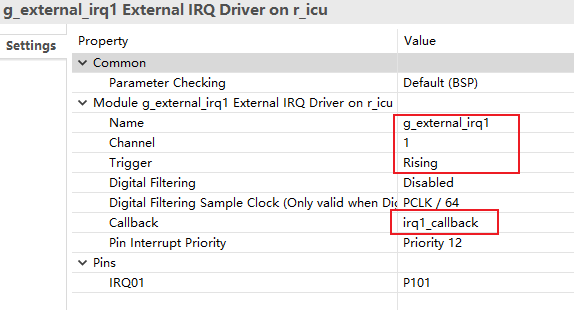 g_external_irq1 External IRQ Driver on r_icu
Settings
Property Value
Common
Parameter Checking Default (BSP)
Module g_external_irq1 External IRQ Driver on r_icu
Name g_external_irq1
Channel 1
Trigger Rising
Digital Filtering Disabled
Digital Filtering Sample Clock (Only valid when Dig PCLK / 64
Callback irq1_callback
Pin Interrupt Priority Priority 12
Pins
IRQ01 P101